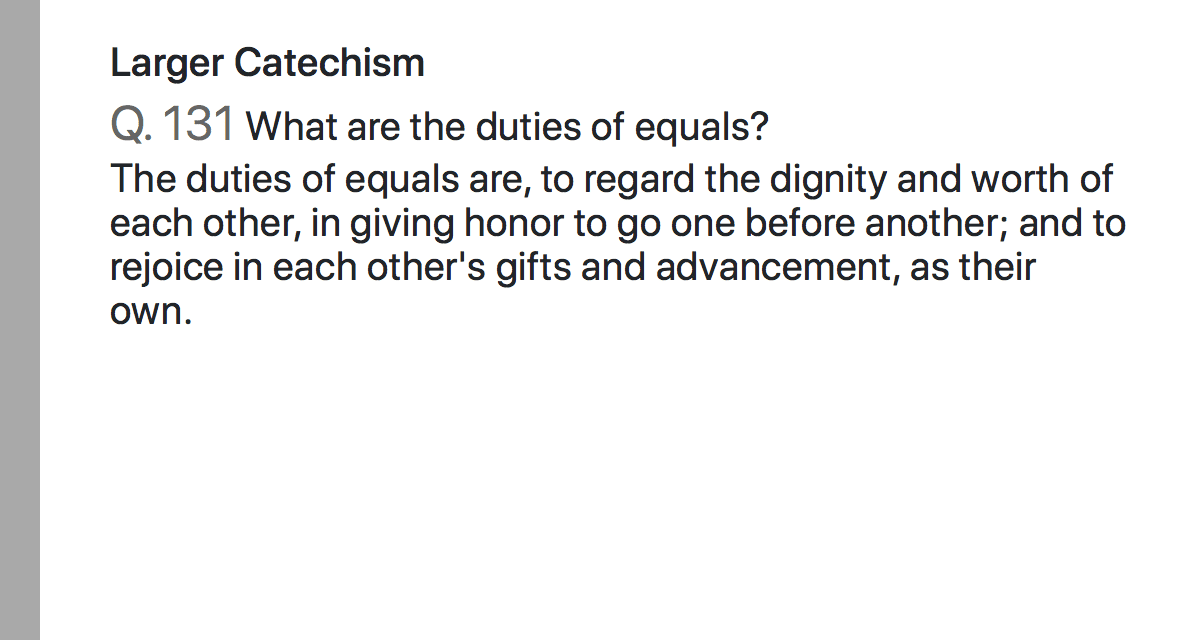 Larger Catechism
Q. 131 What are the duties of equals?
The duties of equals are, to regard the dignity and worth of
each other, in giving honor to go one before another; and to
rejoice in each other's gifts and advancement, as their
own.